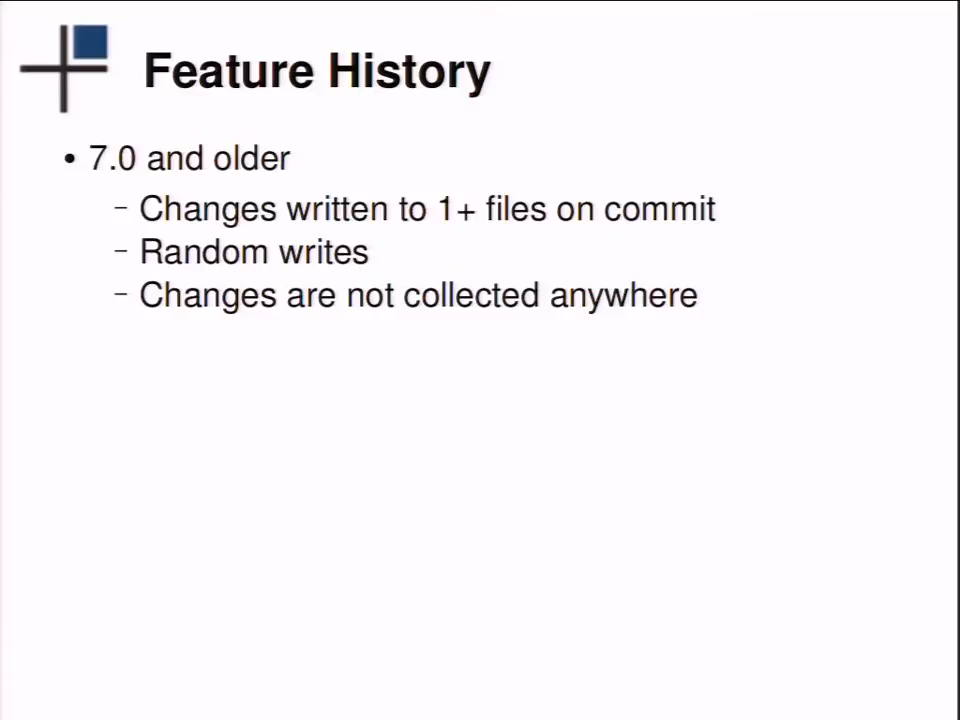 Feature History
• 7.0 and older
– Changes written to 1+ files on commit
– Random writes
– Changes are not collected anywhere